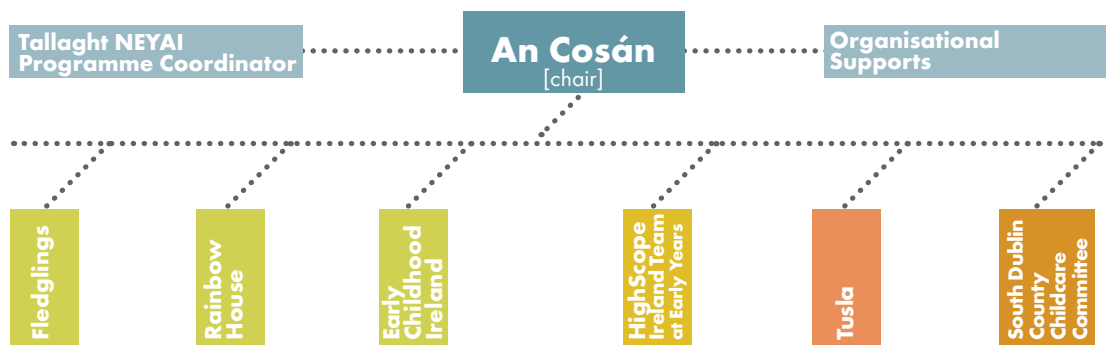 Tallaght NEYAI
Programme Coordinator
An Cosán
[chair]
Organisational
Supports
Fledglings
Rainbow
House
Early
Childhood
Ireland
HighScope
Ireland Team
at Early Years
Tusla
South Dublin
County
Childcare
Committee